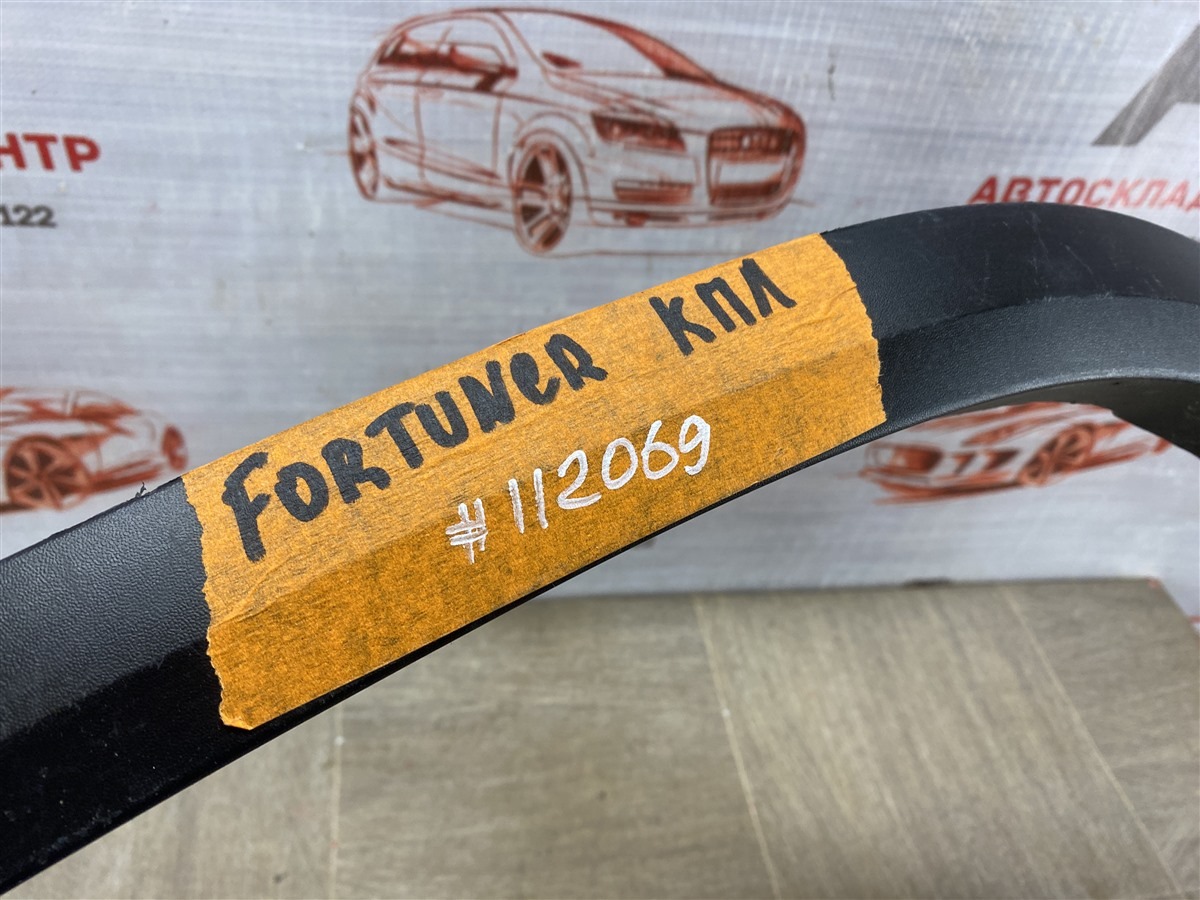 НТР
122
АВТОСКЛАД
FORTUNER КПЛ
#112069